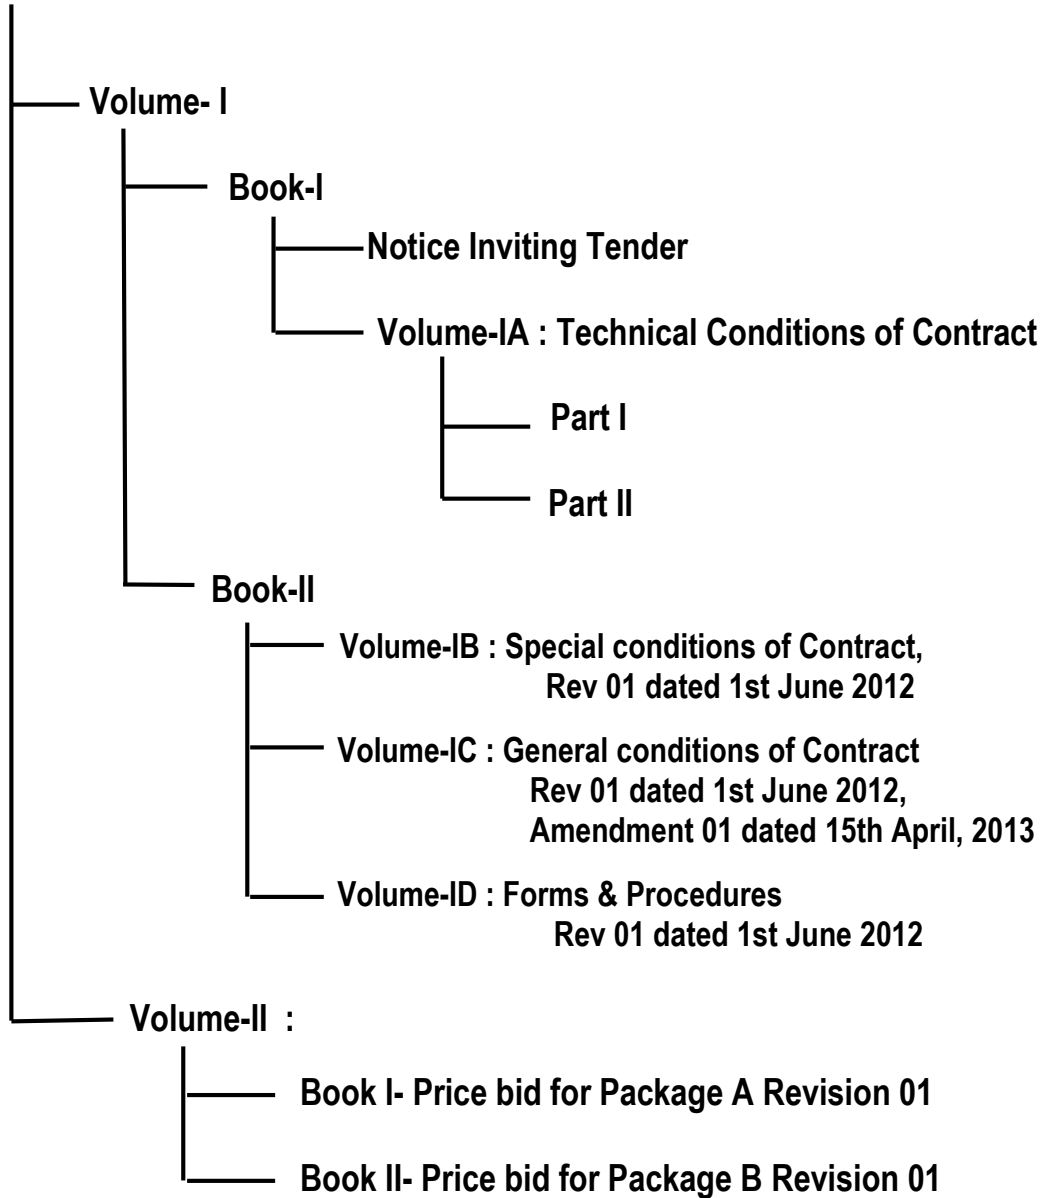 Volume- I
Book-I
Notice Inviting Tender
Volume-IA : Technical Conditions of Contract
Part I
Part II
Book-II
Volume-IB : Special conditions of Contract,
Rev 01 dated 1st June 2012
Volume-IC : General conditions of Contract
Rev 01 dated 1st June 2012,
Amendment 01 dated 15th April, 2013
Volume-ID : Forms & Procedures
Rev 01 dated 1st June 2012
Volume-II :
Book I- Price bid for Package A Revision 01
Book II- Price bid for Package B Revision 01